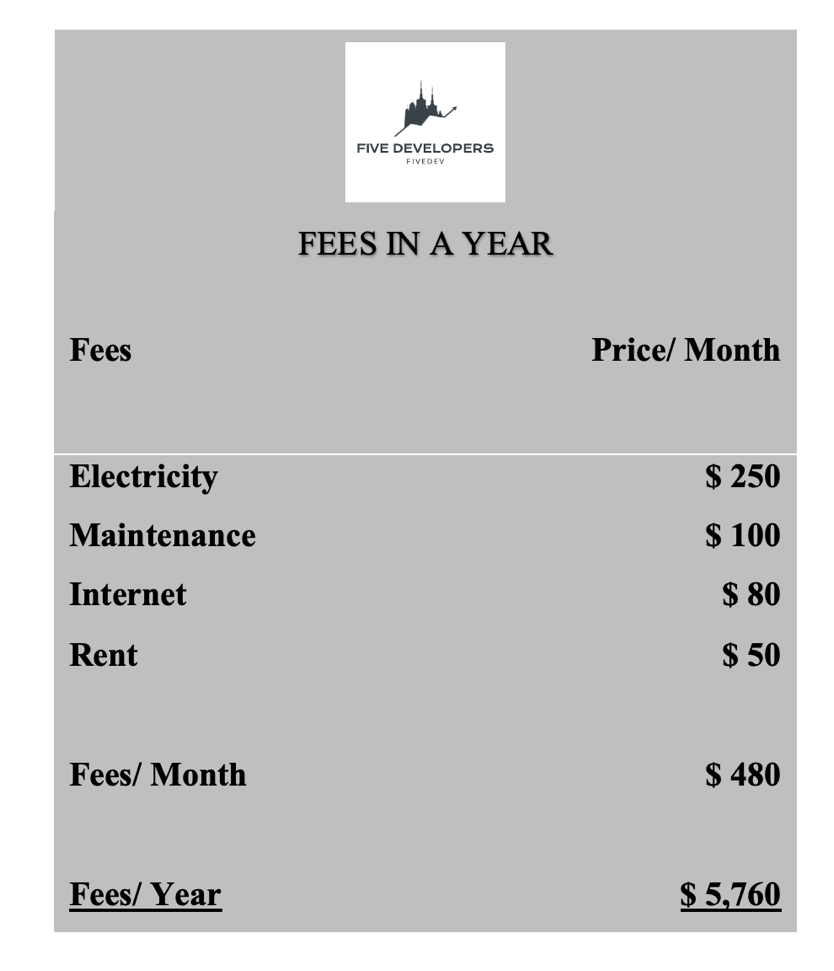 FIVE DEVELOPERS
FIVEDEV
FEES IN A YEAR
Fees Price/ Month
Electricity $ 250
Maintenance $ 100
Internet $ 80
Rent $ 50
Fees/ Month $ 480
Fees/ Year $ 5,760